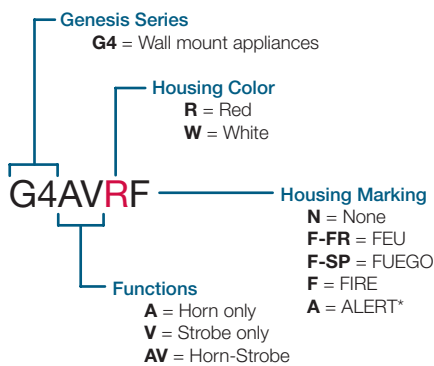 Genesis Series
G4 = Wall mount appliances
Housing Color
R = Red
W = White
G4AVRF
Housing Marking
N = None
F-FR = FEU
F-SP = FUEGO
F = FIRE
A = ALERT*
Functions
A = Horn only
V = Strobe only
AV = Horn-Strobe